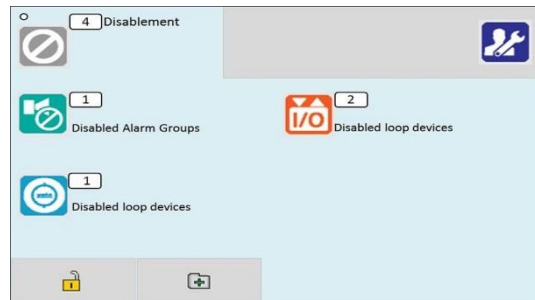 4 Disablement
1
Disabled Alarm Groups
2
I/O
Disabled loop devices
1
Disabled loop devices